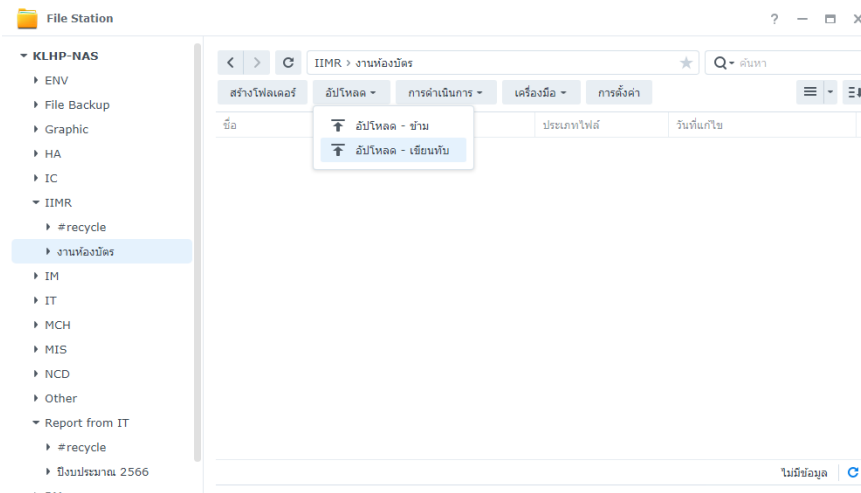 File Station
KLHP-NAS
ENV
File Backup
Graphic
HA
IC
IIMR
#recycle
งานห้องบัตร
IM
IT
MCH
MIS
NCD
Other
Report from IT
#recycle
ปีงบประมาณ 2566
IIMR > งานห้องบัตร
ค้นหา
สร้างโฟลเดอร์ อัปโหลด การดำเนินการ เครื่องมือ การตั้งค่า
ชื่อ ประเภทไฟล์ วันที่แก้ไข
อัปโหลด - ข้าม
อัปโหลด - เขียนทับ
ไม่มีข้อมูล